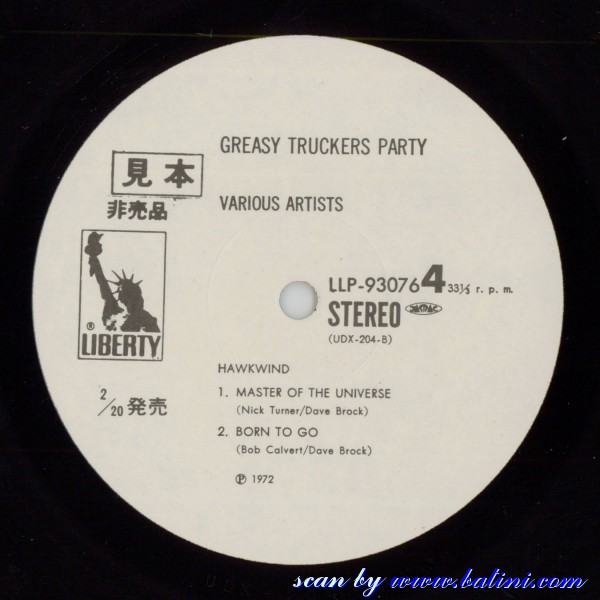 GREASY TRUCKERS PARTY
見本
非売品
VARIOUS ARTISTS
LLP-93076 4 33⅓ r. p. m.
STEREO
(UDX-204-B)
® LIBERTY
HAWKWIND
1. MASTER OF THE UNIVERSE
(Nick Turner/Dave Brock)
2. BORN TO GO
(Bob Calvert/Dave Brock)
2/20 発売
Ⓟ 1972
scan by www.batini.com